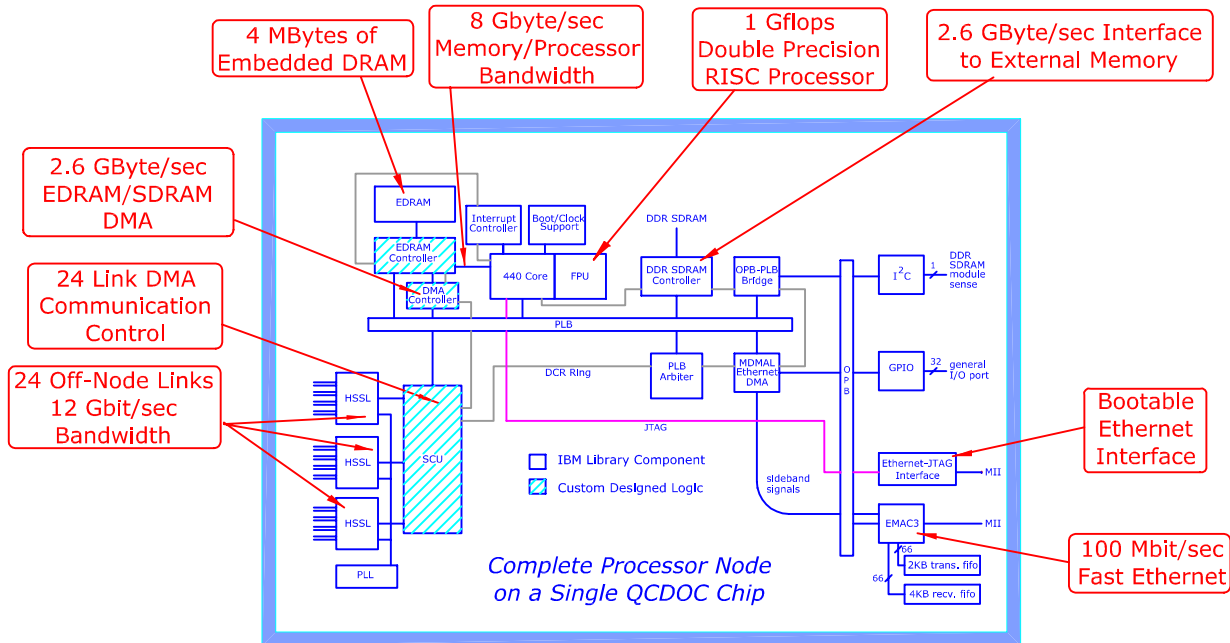 4 MBytes of
Embedded DRAM
8 Gbyte/sec
Memory/Processor
Bandwidth
1 Gflops
Double Precision
RISC Processor
2.6 GByte/sec Interface
to External Memory
2.6 GByte/sec
EDRAM/SDRAM
DMA
24 Link DMA
Communication
Control
24 Off-Node Links
12 Gbit/sec
Bandwidth
EDRAM
Interrupt
Controller
Boot/Clock
Support
DDR SDRAM
EDRAM
Controller
440 Core
FPU
DDR SDRAM
Controller
OPB-PLB
Bridge
I2C
1
DDR
SDRAM
module
sense
DMA
Controller
PLB
PLB
Arbiter
MDMAL
Ethernet
DMA
OPB
GPIO
32
general
I/O port
DCR Ring
HSSL
HSSL
HSSL
SCU
PLL
JTAG
IBM Library Component
Custom Designed Logic
sideband
signals
Ethernet-JTAG
Interface
MII
Bootable
Ethernet
Interface
EMAC3
MII
66
2KB trans. fifo
66
4KB recv. fifo
100 Mbit/sec
Fast Ethernet
Complete Processor Node
on a Single QCDOC Chip